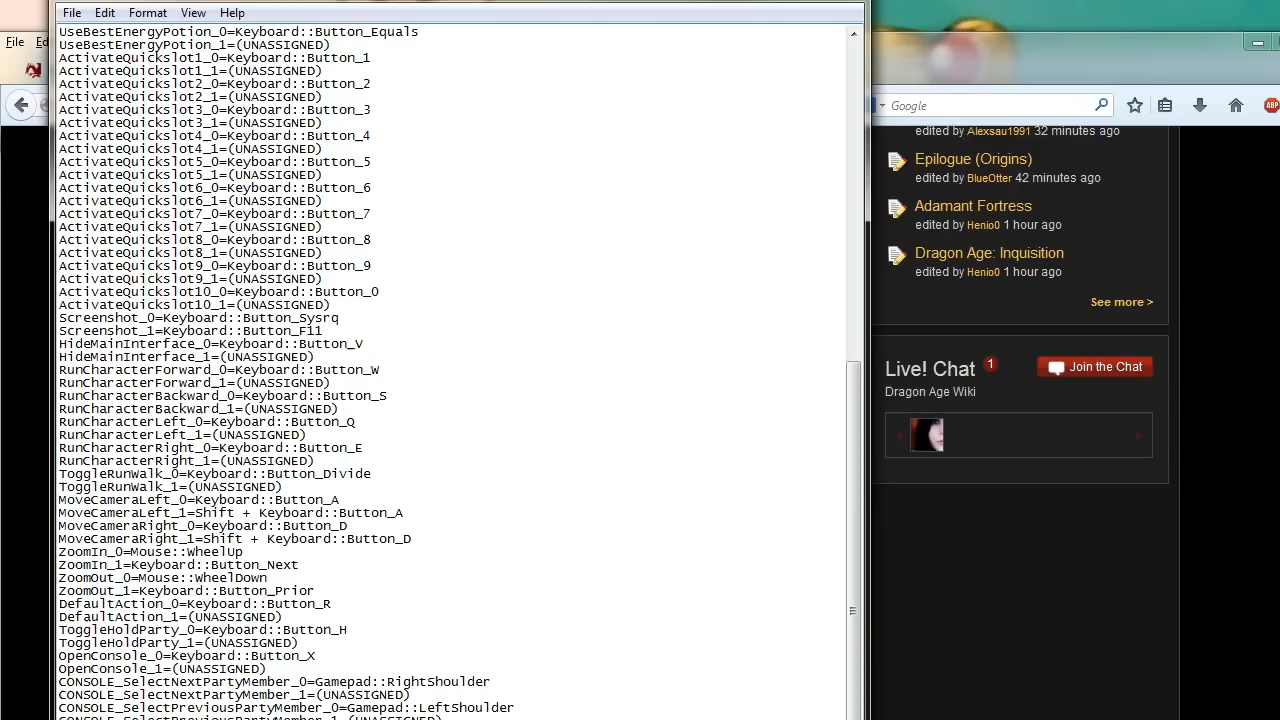 File Edit Format View Help
UseBestEnergyPotion_0=Keyboard::Button_Equals
UseBestEnergyPotion_1=(UNASSIGNED)
ActivateQuickslot1_0=Keyboard::Button_1
ActivateQuickslot1_1=(UNASSIGNED)
ActivateQuickslot2_0=Keyboard::Button_2
ActivateQuickslot2_1=(UNASSIGNED)
ActivateQuickslot3_0=Keyboard::Button_3
ActivateQuickslot3_1=(UNASSIGNED)
ActivateQuickslot4_0=Keyboard::Button_4
ActivateQuickslot4_1=(UNASSIGNED)
ActivateQuickslot5_0=Keyboard::Button_5
ActivateQuickslot5_1=(UNASSIGNED)
ActivateQuickslot6_0=Keyboard::Button_6
ActivateQuickslot6_1=(UNASSIGNED)
ActivateQuickslot7_0=Keyboard::Button_7
ActivateQuickslot7_1=(UNASSIGNED)
ActivateQuickslot8_0=Keyboard::Button_8
ActivateQuickslot8_1=(UNASSIGNED)
ActivateQuickslot9_0=Keyboard::Button_9
ActivateQuickslot9_1=(UNASSIGNED)
ActivateQuickslot10_0=Keyboard::Button_0
ActivateQuickslot10_1=(UNASSIGNED)
Screenshot_0=Keyboard::Button_Sysrq
Screenshot_1=Keyboard::Button_F11
HideMainInterface_0=Keyboard::Button_V
HideMainInterface_1=(UNASSIGNED)
RunCharacterForward_0=Keyboard::Button_W
RunCharacterForward_1=(UNASSIGNED)
RunCharacterBackward_0=Keyboard::Button_S
RunCharacterBackward_1=(UNASSIGNED)
RunCharacterLeft_0=Keyboard::Button_Q
RunCharacterLeft_1=(UNASSIGNED)
RunCharacterRight_0=Keyboard::Button_E
RunCharacterRight_1=(UNASSIGNED)
ToggleRunWalk_0=Keyboard::Button_Divide
ToggleRunWalk_1=(UNASSIGNED)
MoveCameraLeft_0=Keyboard::Button_A
MoveCameraLeft_1=Shift + Keyboard::Button_A
MoveCameraRight_0=Keyboard::Button_D
MoveCameraRight_1=Shift + Keyboard::Button_D
ZoomIn_0=Mouse::WheelUp
ZoomIn_1=Keyboard::Button_Next
ZoomOut_0=Mouse::WheelDown
ZoomOut_1=Keyboard::Button_Prior
DefaultAction_0=Keyboard::Button_R
DefaultAction_1=(UNASSIGNED)
ToggleHoldParty_0=Keyboard::Button_H
ToggleHoldParty_1=(UNASSIGNED)
OpenConsole_0=Keyboard::Button_X
OpenConsole_1=(UNASSIGNED)
CONSOLE_SelectNextPartyMember_0=Gamepad::RightShoulder
CONSOLE_SelectNextPartyMember_1=(UNASSIGNED)
CONSOLE_SelectPreviousPartyMember_0=Gamepad::LeftShoulder
CONSOLE_SelectPreviousPartyMember_1=(UNASSIGNED)
File
Google
ABP
edited by Alexsau1991 32 minutes ago
Epilogue (Origins)
edited by BlueOtter 42 minutes ago
Adamant Fortress
edited by Henio0 1 hour ago
Dragon Age: Inquisition
edited by Henio0 1 hour ago
See more >
Live! Chat 1
Join the Chat
Dragon Age Wiki